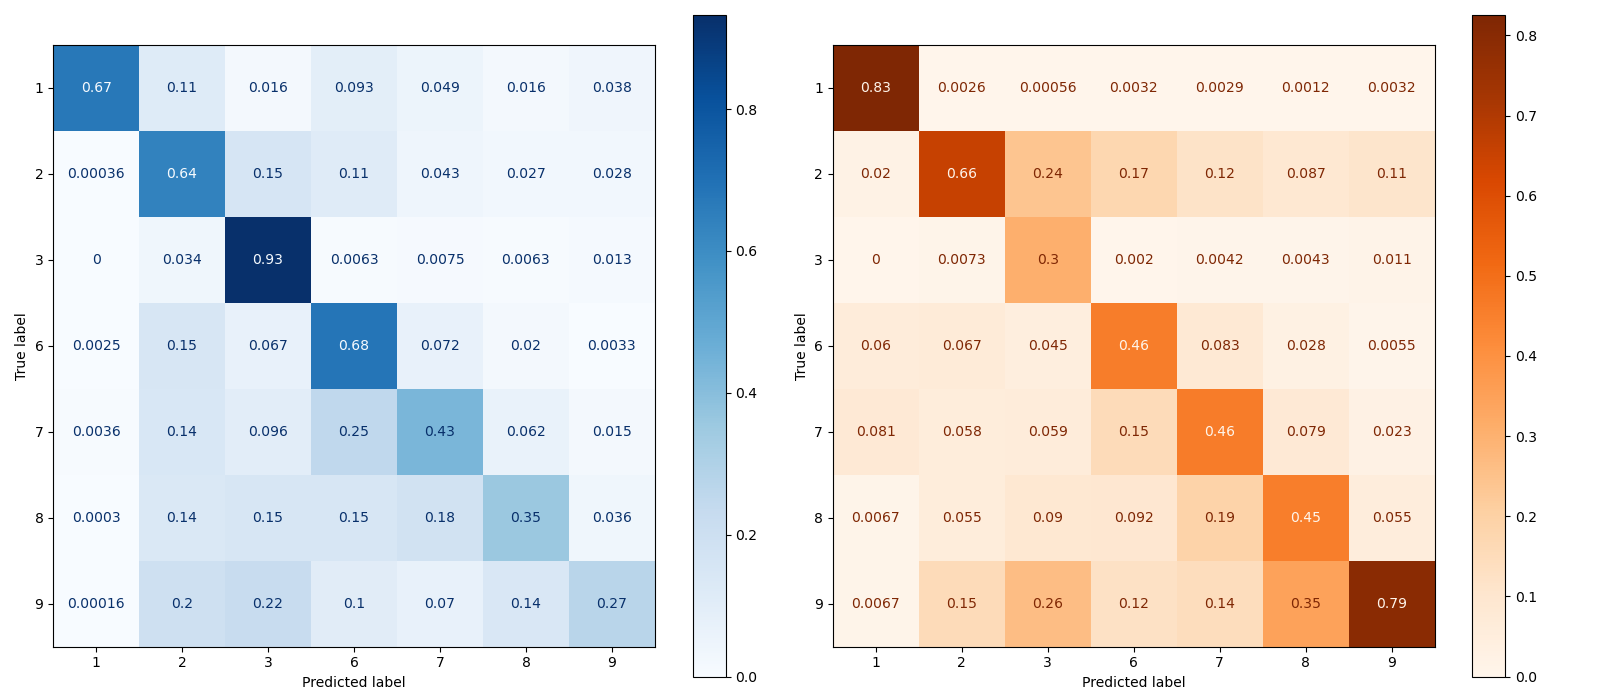 1 0.67 0.11 0.016 0.093 0.049 0.016 0.038
2 0.00036 0.64 0.15 0.11 0.043 0.027 0.028
3 0 0.034 0.93 0.0063 0.0075 0.0063 0.013
6 0.0025 0.15 0.067 0.68 0.072 0.02 0.0033
7 0.0036 0.14 0.096 0.25 0.43 0.062 0.015
8 0.0003 0.14 0.15 0.15 0.18 0.35 0.036
9 0.00016 0.2 0.22 0.1 0.07 0.14 0.27
1 2 3 6 7 8 9
Predicted label
True label
0.8
0.6
0.4
0.2
0.0
1 0.83 0.0026 0.00056 0.0032 0.0029 0.0012 0.0032
2 0.02 0.66 0.24 0.17 0.12 0.087 0.11
3 0 0.0073 0.3 0.002 0.0042 0.0043 0.011
6 0.06 0.067 0.045 0.46 0.083 0.028 0.0055
7 0.081 0.058 0.059 0.15 0.46 0.079 0.023
8 0.0067 0.055 0.09 0.092 0.19 0.45 0.055
9 0.0067 0.15 0.26 0.12 0.14 0.35 0.79
1 2 3 6 7 8 9
Predicted label
True label
0.8
0.7
0.6
0.5
0.4
0.3
0.2
0.1
0.0